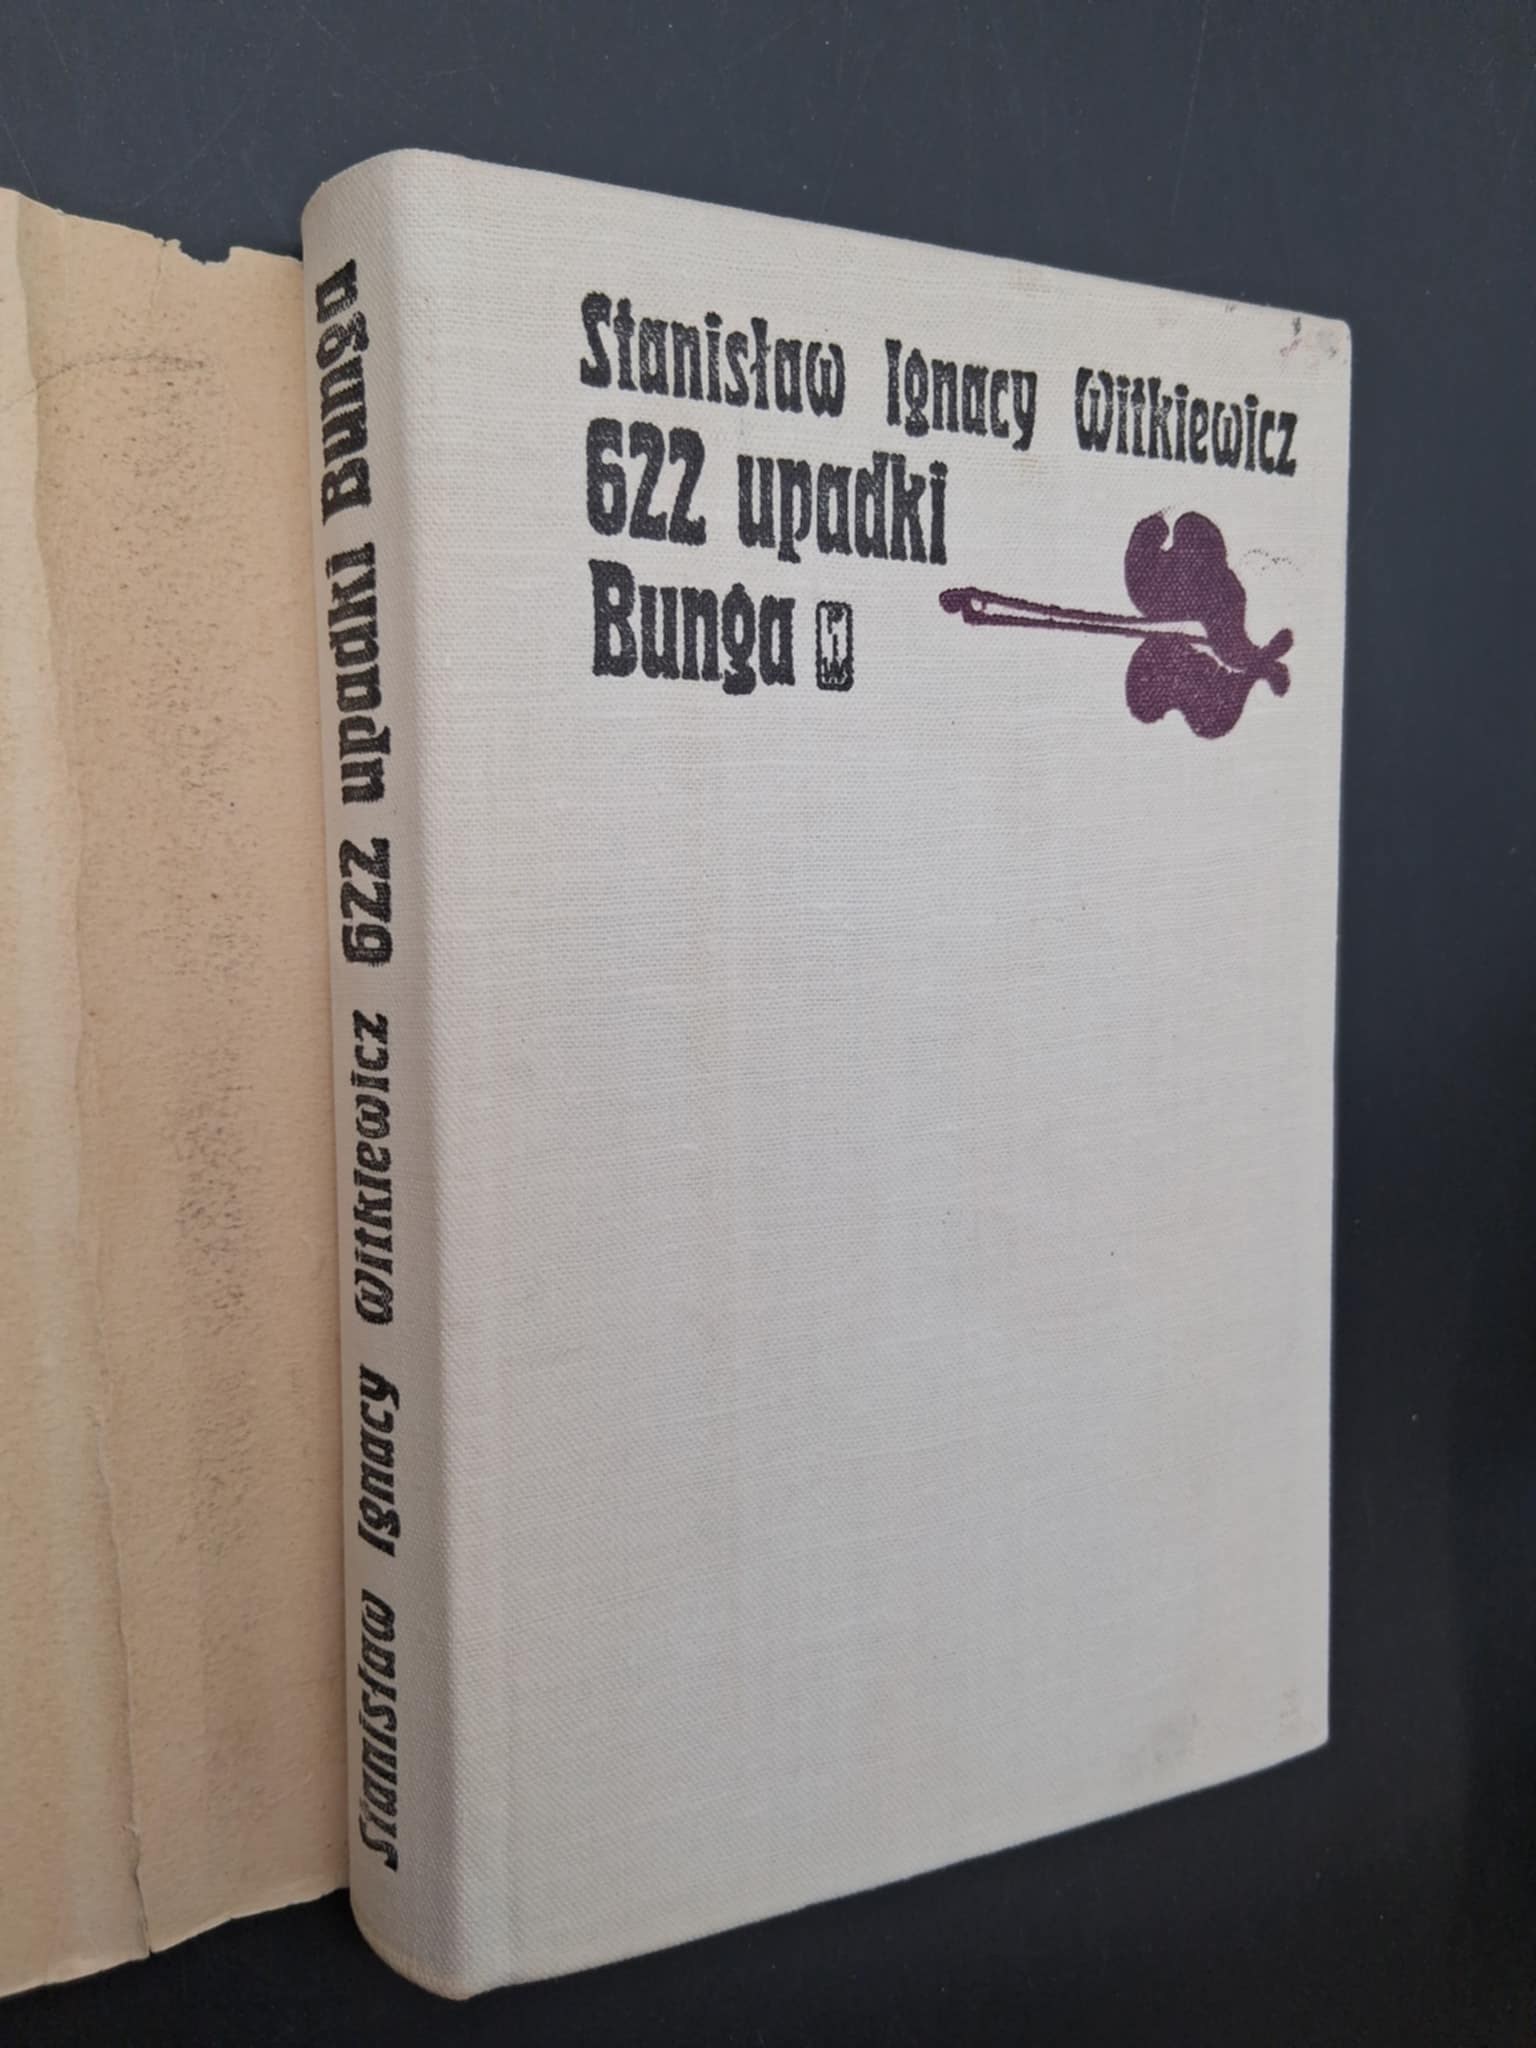 Stanisław Ignacy Witkiewicz
622 upadki
Bunga
Stanisław Ignacy Witkiewicz 622 upadki Bunga